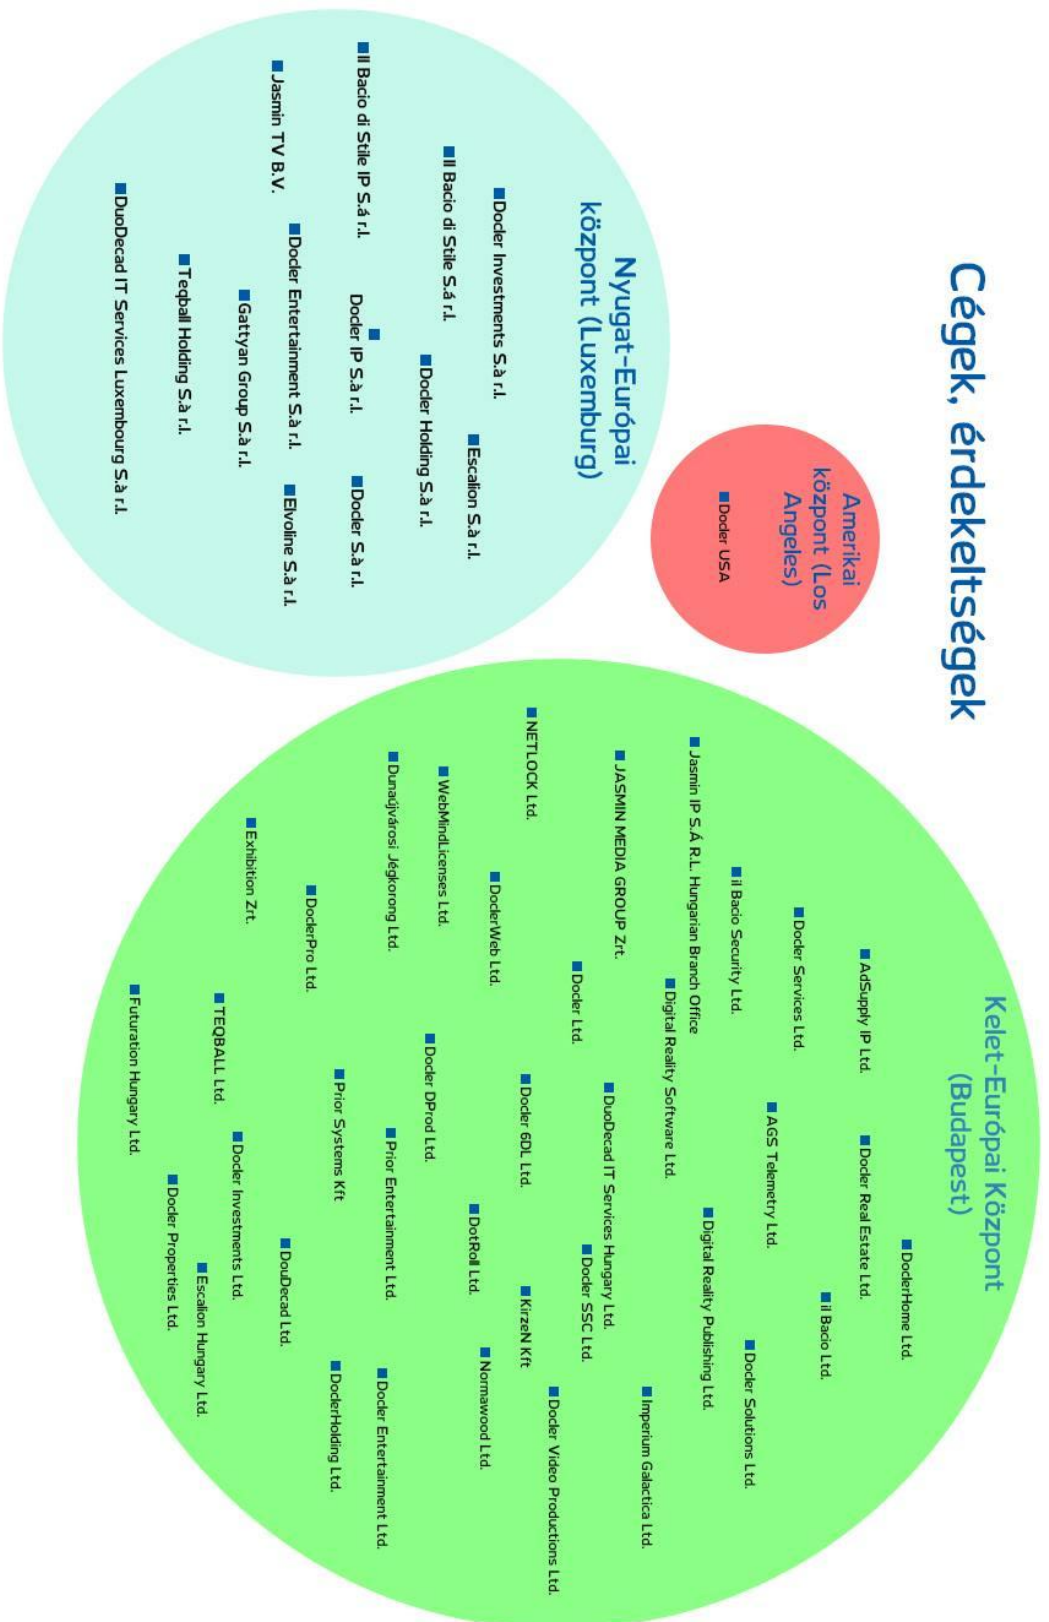 Cégek, érdekeltségek
Amerikai
központ (Los
Angeles)
Docler USA
Nyugat-Európai
központ (Luxemburg)
Docler Investments S.à r.l.
Escalion S.à r.l.
Il Bacio di Stile S.á r.l.
Docler Holding S.à r.l.
Il Bacio di Stile IP S.á r.l.
Docler IP S.à r.l.
Docler S.à r.l.
Docler Entertainment S.à r.l.
Elvoline S.à r.l.
Jasmin TV B.V.
Gattyan Group S.à r.l.
Teqball Holding S.à r.l.
DuoDecad IT Services Luxembourg S.à r.l.
Kelet-Európai Központ
(Budapest)
DoclerHome Ltd.
AdSupply IP Ltd.
Docler Real Estate Ltd.
il Bacio Ltd.
Docler Services Ltd.
AGS Telemetry Ltd.
Docler Solutions Ltd.
il Bacio Security Ltd.
Digital Reality Publishing Ltd.
Jasmin IP S.Á R.L. Hungarian Branch Office
Digital Reality Software Ltd.
Imperium Galactica Ltd.
JASMIN MEDIA GROUP Zrt.
DuoDecad IT Services Hungary Ltd.
Docler SSC Ltd.
Docler Ltd.
Docler Video Productions Ltd.
NETLOCK Ltd.
Docler 6DL Ltd.
KirzeN Kft
DoclerWeb Ltd.
Normawood Ltd.
DotRoll Ltd.
WebMindLicenses Ltd.
Docler DProd Ltd.
Dunaújvárosi Jégkorong Ltd.
Prior Entertainment Ltd.
Docler Entertainment Ltd.
Prior Systems Kft
DoclerHolding Ltd.
DoclerPro Ltd.
DouDecad Ltd.
Exhibition Zrt.
Docler Investments Ltd.
TEQBALL Ltd.
Escalion Hungary Ltd.
Docler Properties Ltd.
Futuration Hungary Ltd.